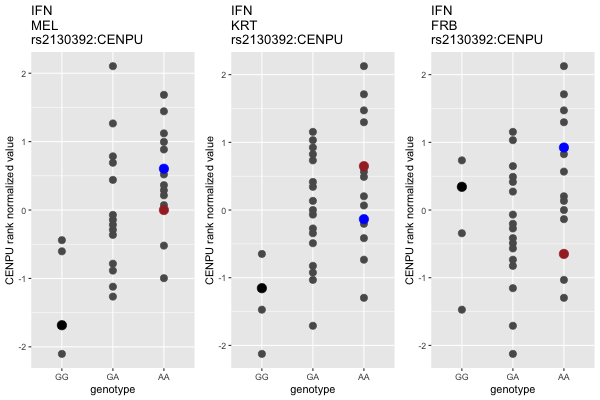 IFN
MEL
rs2130392:CENPU
CENPU rank normalized value
2
1
0
-1
-2
GG
GA
AA
genotype
IFN
KRT
rs2130392:CENPU
CENPU rank normalized value
2
1
0
-1
-2
GG
GA
AA
genotype
IFN
FRB
rs2130392:CENPU
CENPU rank normalized value
2
1
0
-1
-2
GG
GA
AA
genotype